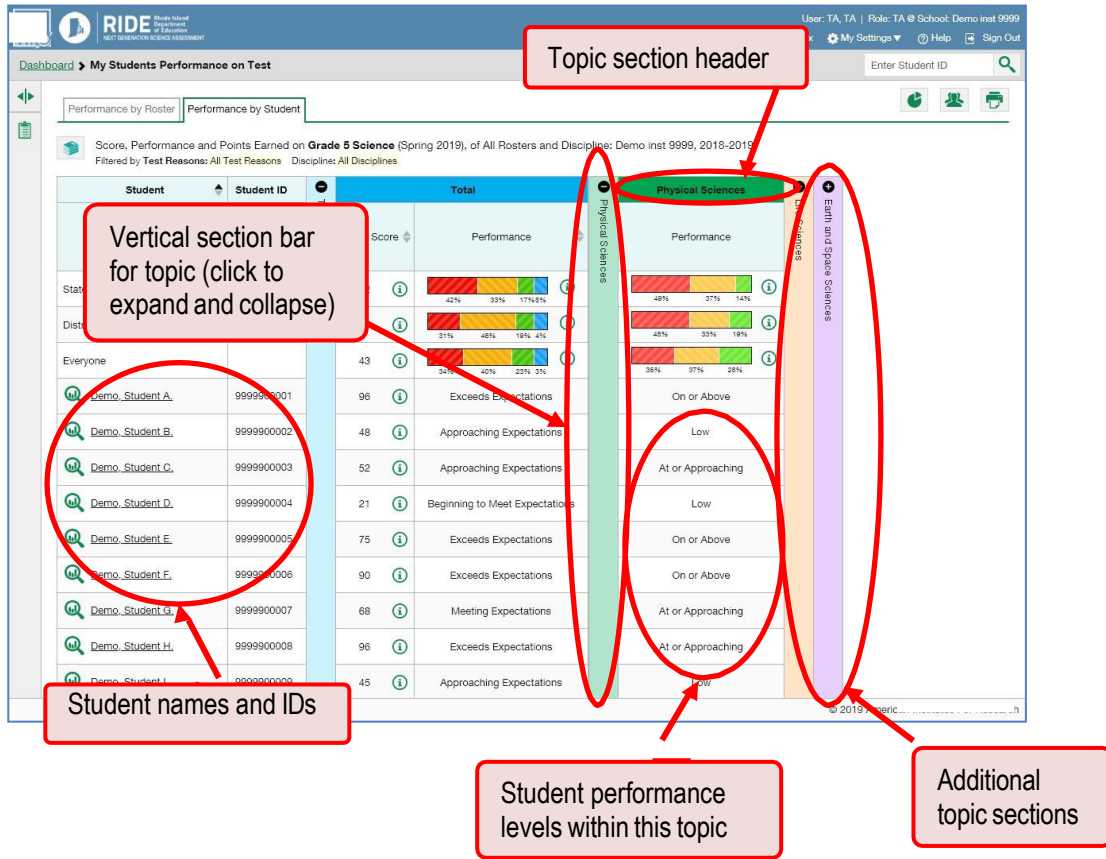 User: TA, TA | Role: TA @ School: Demo inst 9999
RIDE Rhode Island Department of Education
NEXT GENERATION SCIENCE ASSESSMENT
My Settings Help Sign Out
Topic section header
Dashboard > My Students Performance on Test
Enter Student ID
Performance by Roster Performance by Student
Score, Performance and Points Earned on Grade 5 Science (Spring 2019), of All Rosters and Discipline: Demo inst 9999, 2018-2019
Filtered by Test Reasons: All Test Reasons Discipline: All Disciplines
Student Student ID Total Physical Sciences
Physical Sciences
Life Sciences
Earth and Space Sciences
Score Performance Performance
Vertical section bar
for topic (click to
expand and collapse)
State
42% 33% 17% 8% 49% 37% 14%
31% 46% 19% 4% 48% 33% 19%
Everyone 43 34% 40% 23% 3% 36% 37% 28%
Demo, Student A. 9999900001 96 Exceeds Expectations On or Above
Demo, Student B. 9999900002 48 Approaching Expectations Low
Demo, Student C. 9999900003 52 Approaching Expectations At or Approaching
Demo, Student D. 9999900004 21 Beginning to Meet Expectations Low
Demo, Student E. 9999900005 75 Exceeds Expectations On or Above
Demo, Student F. 9999900006 90 Exceeds Expectations On or Above
Demo, Student G. 9999900007 68 Meeting Expectations At or Approaching
Demo, Student H. 9999900008 96 Exceeds Expectations At or Approaching
Demo, Student I. 9999900009 45 Approaching Expectations Low
Student names and IDs
© 2019
Student performance
levels within this topic
Additional
topic sections